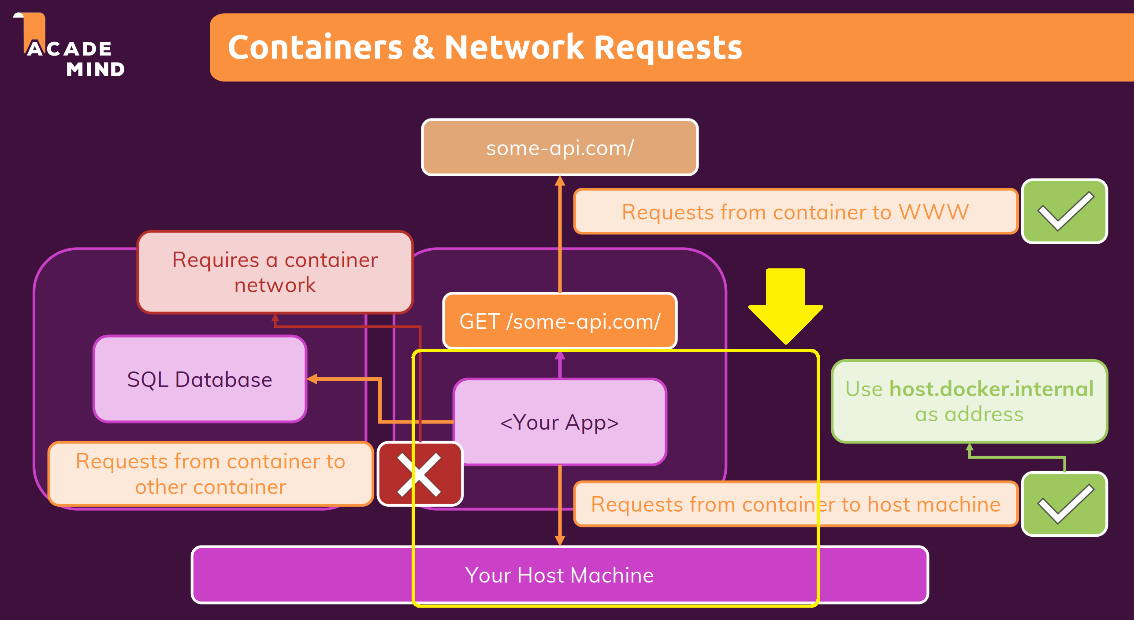 ACADE
MIND
Containers & Network Requests
some-api.com/
Requests from container to WWW
Requires a container
network
GET /some-api.com/
SQL Database
<Your App>
Use host.docker.internal
as address
Requests from container to
other container
Requests from container to host machine
Your Host Machine